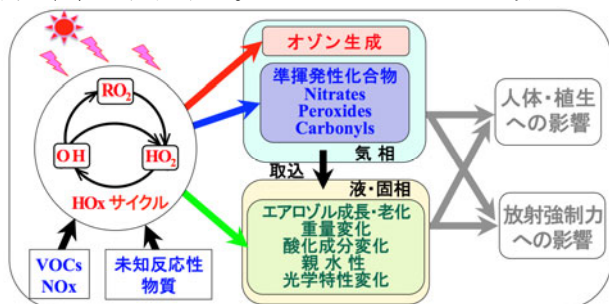 RO2
OH
HO2
HOx サイクル
VOCs
NOx
未知反応性
物質
オゾン生成
準揮発性化合物
Nitrates
Peroxides
Carbonyls
気 相
取込
液・固相
エアロゾル成長・老化
重量変化
酸化成分変化
親 水 性
光学特性変化
人体・植生
への影響
放射強制力
への影響